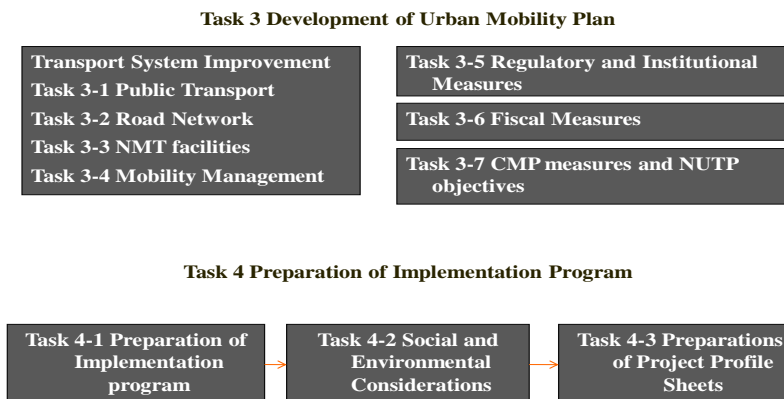 Task 3 Development of Urban Mobility Plan
Transport System Improvement
Task 3-1 Public Transport
Task 3-2 Road Network
Task 3-3 NMT facilities
Task 3-4 Mobility Management
Task 3-5 Regulatory and Institutional
Measures
Task 3-6 Fiscal Measures
Task 3-7 CMP measures and NUTP
objectives
Task 4 Preparation of Implementation Program
Task 4-1 Preparation of
Implementation
program
Task 4-2 Social and
Environmental
Considerations
Task 4-3 Preparations
of Project Profile
Sheets